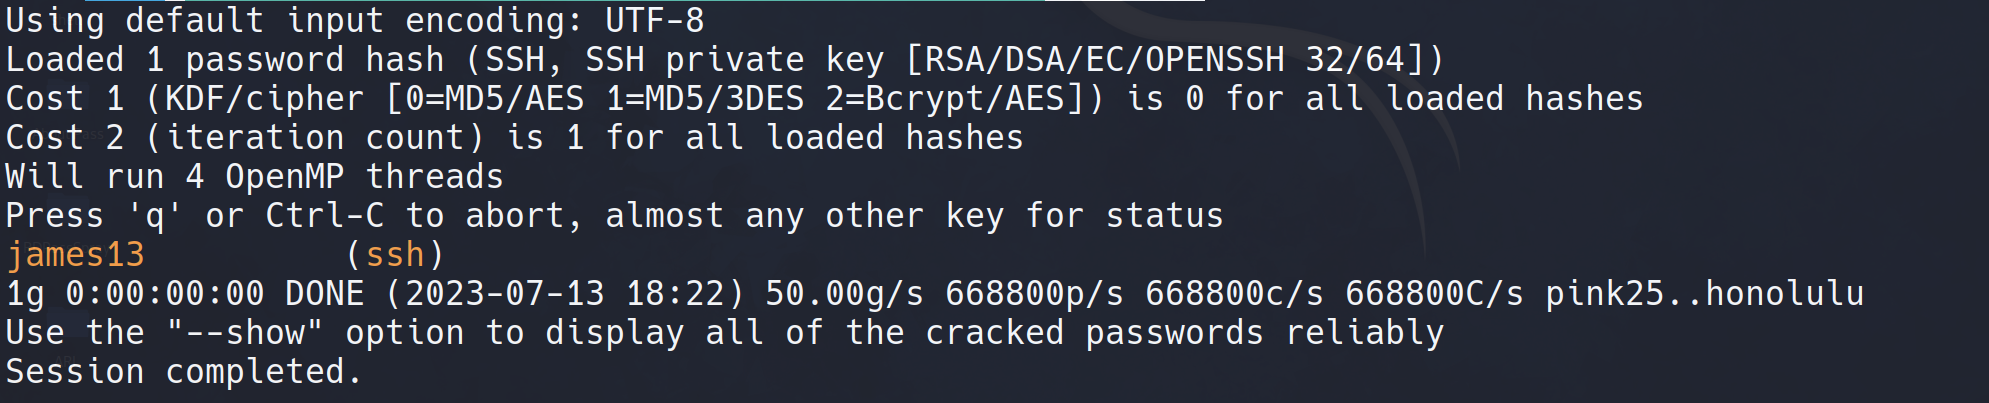 Using default input encoding: UTF-8
Loaded 1 password hash (SSH, SSH private key [RSA/DSA/EC/OPENSSH 32/64])
Cost 1 (KDF/cipher [0=MD5/AES 1=MD5/3DES 2=Bcrypt/AES]) is 0 for all loaded hashes
Cost 2 (iteration count) is 1 for all loaded hashes
Will run 4 OpenMP threads
Press 'q' or Ctrl-C to abort, almost any other key for status
james13          (ssh)
1g 0:00:00:00 DONE (2023-07-13 18:22) 50.00g/s 668800p/s 668800c/s 668800C/s pink25..honolulu
Use the "--show" option to display all of the cracked passwords reliably
Session completed.